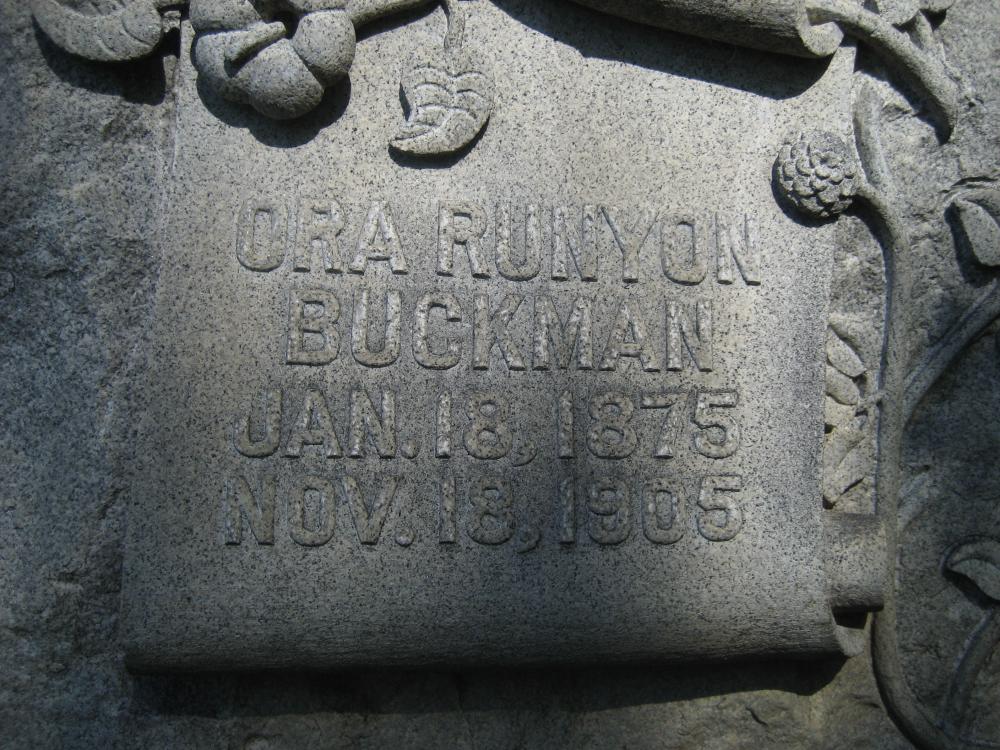 ORA RUNYON
BUCKMAN
JAN. 18, 1875
NOV. 18, 1905